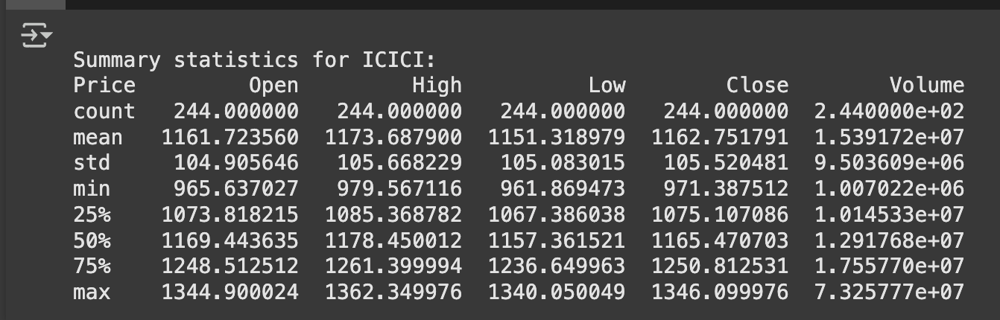 Summary statistics for ICICI:
Price Open High Low Close Volume
count 244.000000 244.000000 244.000000 244.000000 2.440000e+02
mean 1161.723560 1173.687900 1151.318979 1162.751791 1.539172e+07
std 104.905646 105.668229 105.083015 105.520481 9.503609e+06
min 965.637027 979.567116 961.869473 971.387512 1.007022e+06
25% 1073.818215 1085.368782 1067.386038 1075.107086 1.014533e+07
50% 1169.443635 1178.450012 1157.361521 1165.470703 1.291768e+07
75% 1248.512512 1261.399994 1236.649963 1250.812531 1.755770e+07
max 1344.900024 1362.349976 1340.050049 1346.099976 7.325777e+07